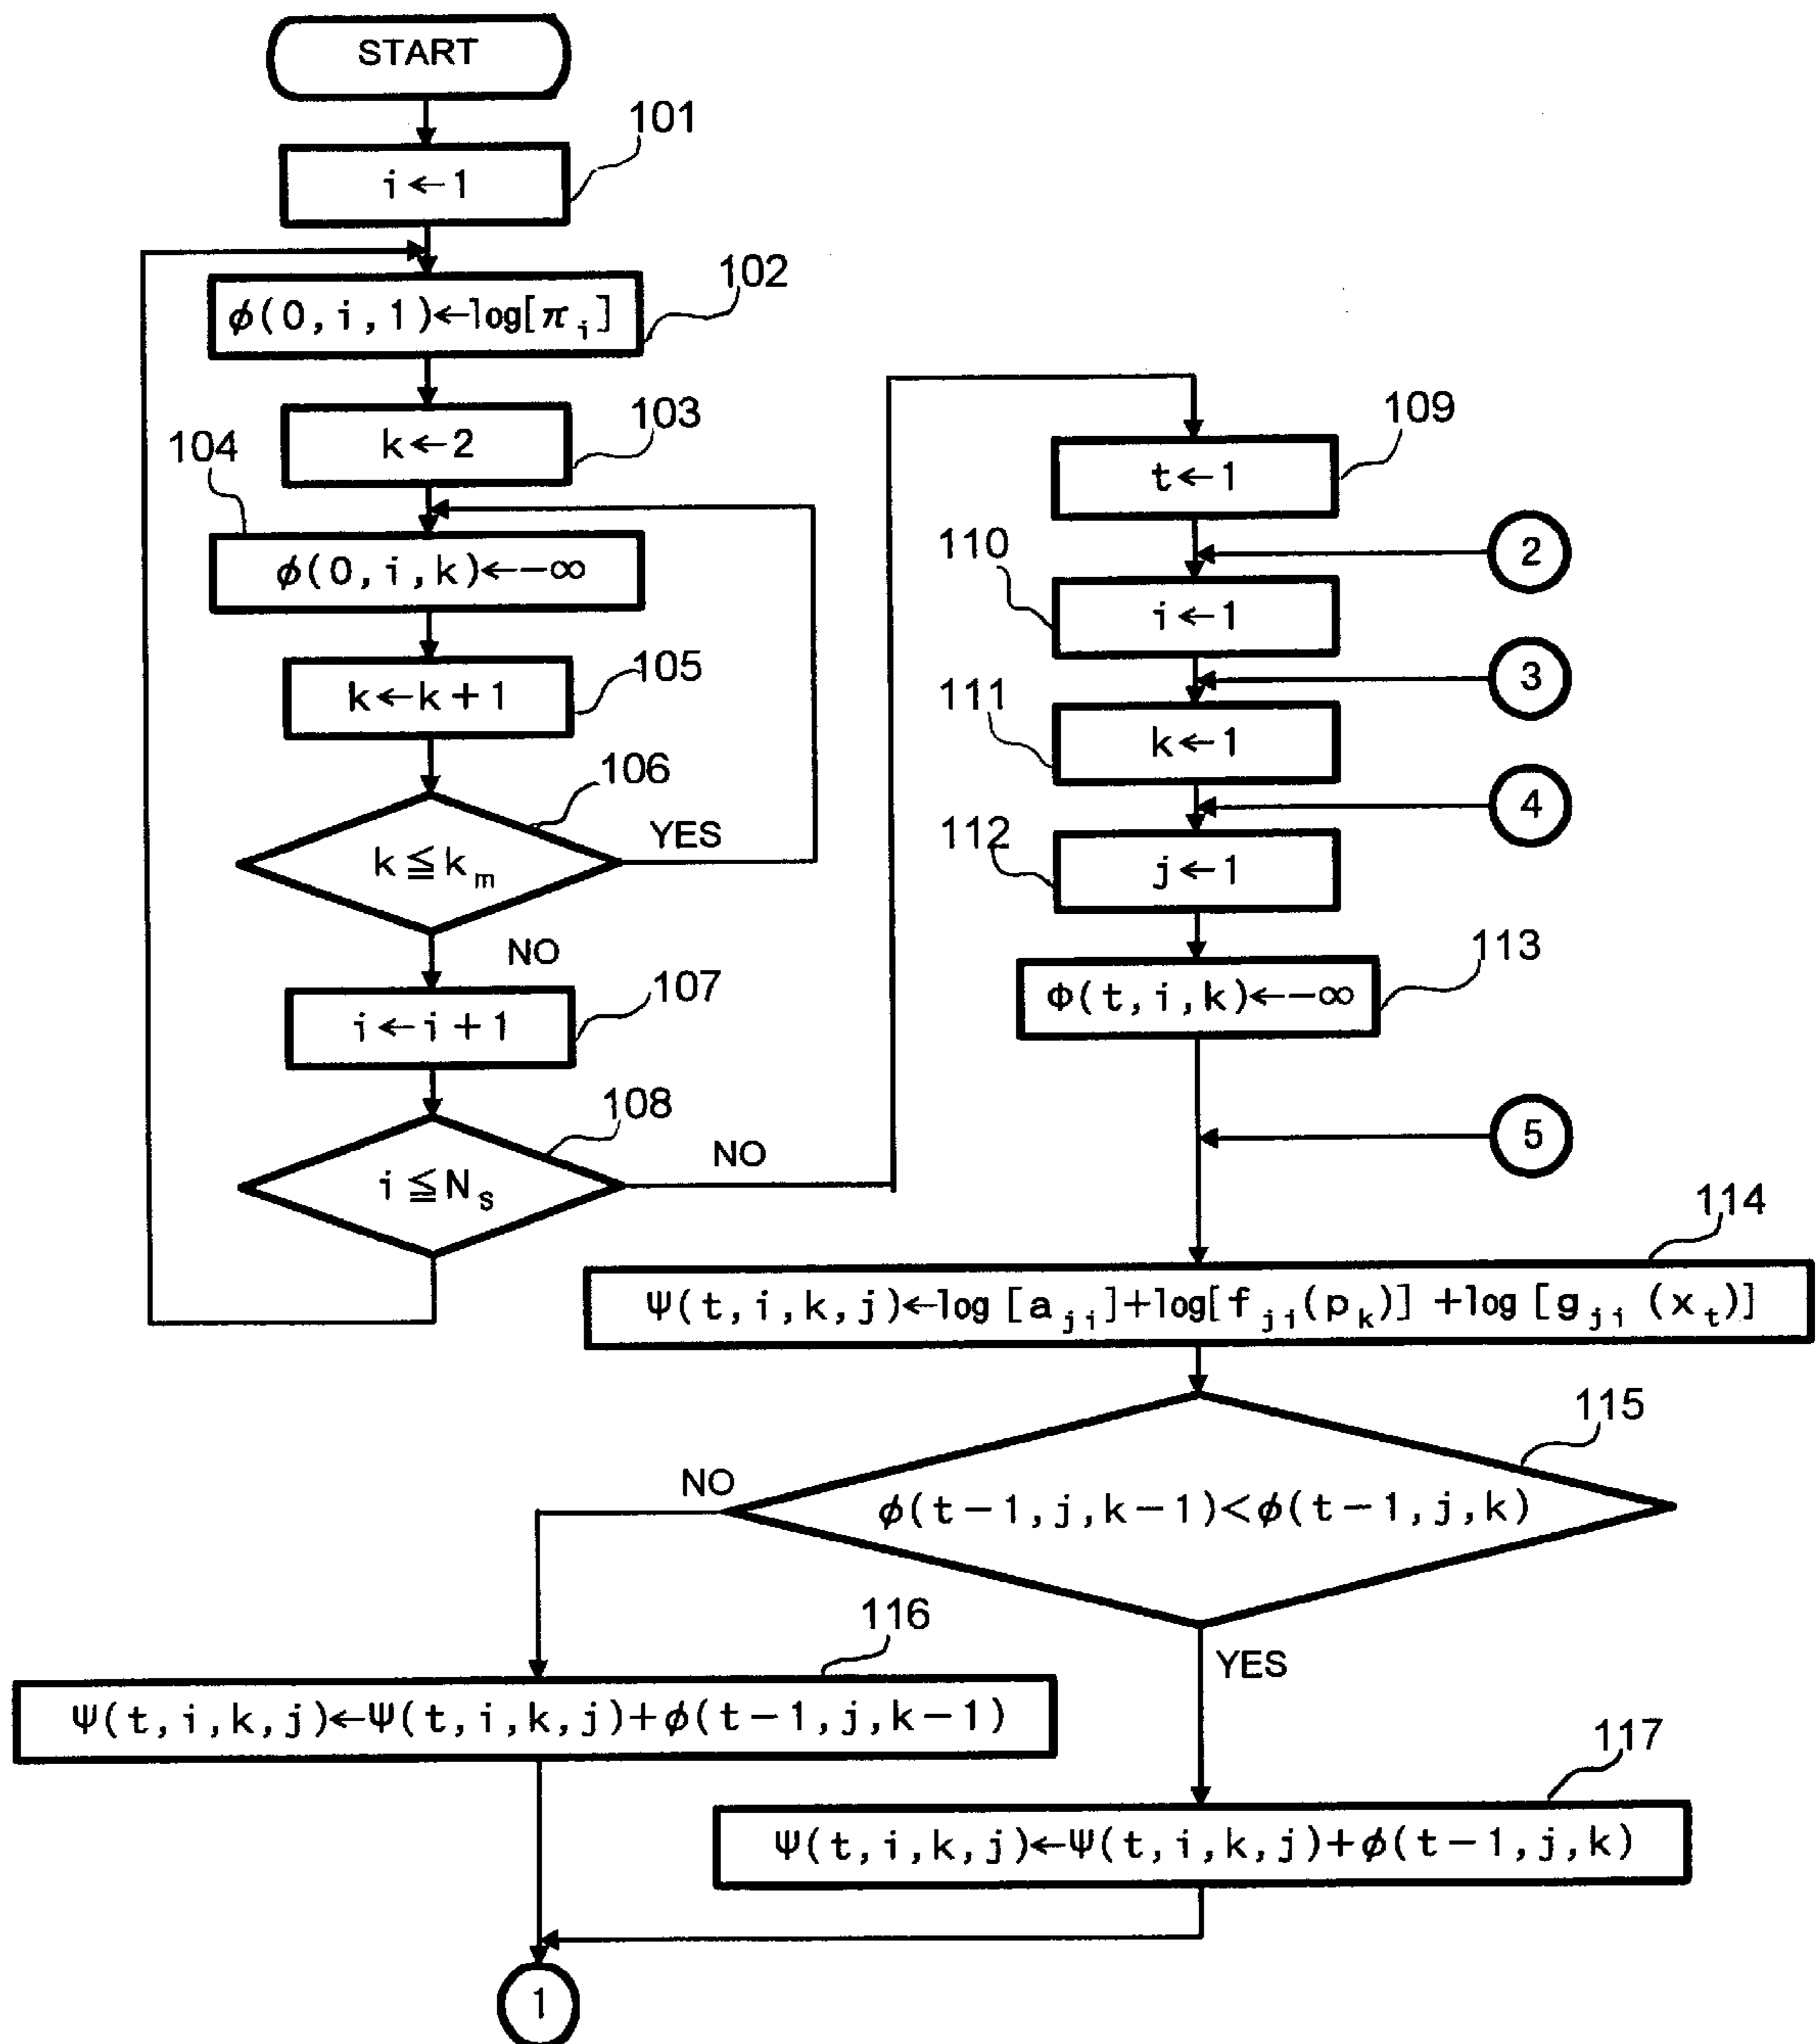 START
101
i←1
102
ϕ(0,i,1)←log[π_i]
103
k←2
104
ϕ(0,i,k)←-∞
105
k←k+1
106
k≦k_m
YES
NO
107
i←i+1
108
i≦N_s
NO
109
t←1
2
110
i←1
3
111
k←1
4
112
j←1
113
Φ(t,i,k)←-∞
5
114
Ψ(t,i,k,j)←log[a_ji]+log[f_ji(p_k)]+log[g_ji(x_t)]
115
ϕ(t-1,j,k-1)<ϕ(t-1,j,k)
NO
YES
116
Ψ(t,i,k,j)←Ψ(t,i,k,j)+ϕ(t-1,j,k-1)
117
Ψ(t,i,k,j)←Ψ(t,i,k,j)+ϕ(t-1,j,k)
1